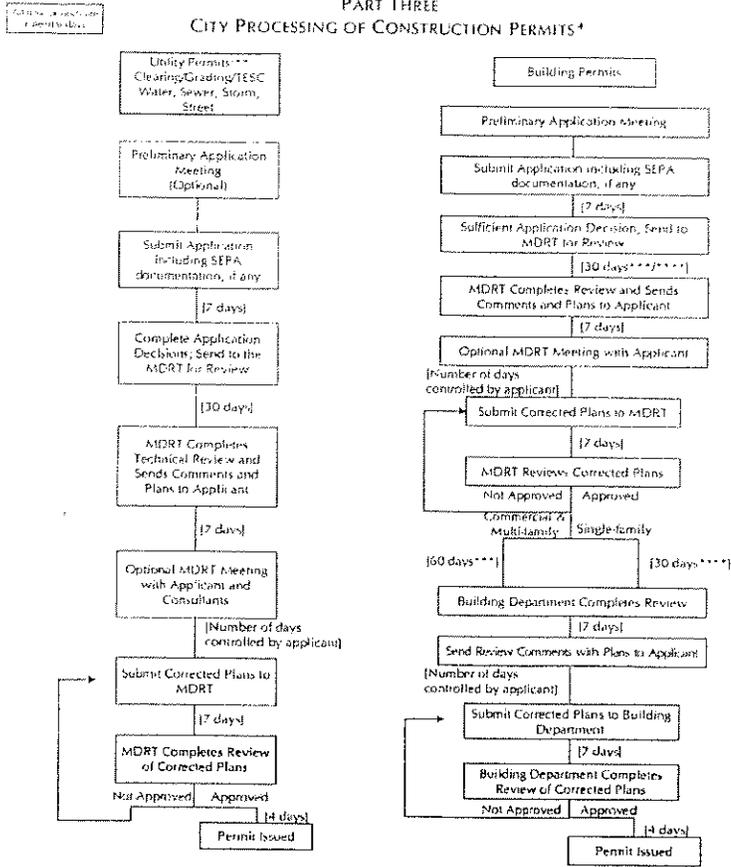 PART THREE
CITY PROCESSING OF CONSTRUCTION PERMITS*
Utility Permits**
Clearing/Grading/TESC
Water, Sewer, Storm,
Street
Preliminary Application
Meeting
(Optional)
Submit Application
including SEPA
documentation, if any
[7 days]
Complete Application
Decisions; Send to the
MDRT for Review
[30 days]
MDRT Completes
Technical Review and
Sends Comments and
Plans to Applicant
[7 days]
Optional MDRT Meeting
with Applicant and
Consultants
[Number of days
controlled by applicant]
Submit Corrected Plans to
MDRT
[7 days]
MDRT Completes Review
of Corrected Plans
Not Approved Approved
[4 days]
Permit Issued
Building Permits
Preliminary Application Meeting
Submit Application including SEPA
documentation, if any
[7 days]
Sufficient Application Decision, Send to
MDRT for Review
[30 days***/****]
MDRT Completes Review and Sends
Comments and Plans to Applicant
[7 days]
Optional MDRT Meeting with Applicant
[Number of days
controlled by applicant]
Submit Corrected Plans to MDRT
[7 days]
MDRT Reviews Corrected Plans
Not Approved Approved
Commercial &
Multi-family
Single-family
[60 days***]
[30 days****]
Building Department Completes Review
[7 days]
Send Review Comments with Plans to Applicant
[Number of days
controlled by applicant]
Submit Corrected Plans to Building
Department
[7 days]
Building Department Completes
Review of Corrected Plans
Not Approved Approved
[4 days]
Permit Issued